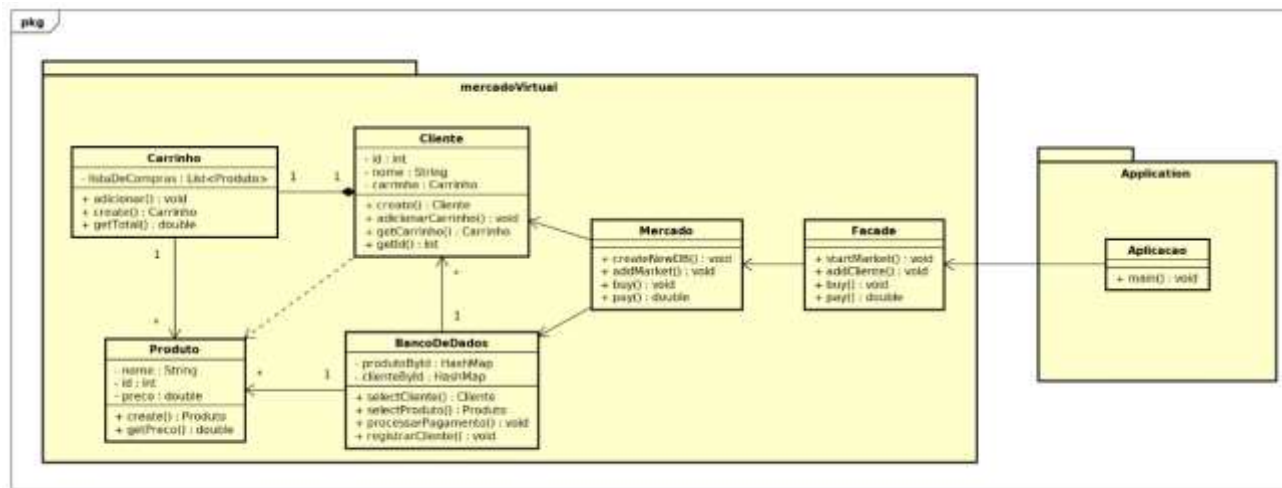 pkg
mercadoVirtual
Cliente
- id : int
- nome : String
- carrinho : Carrinho
+ create() : Cliente
+ adicionarCarrinho() : void
+ getCarrinho() : Carrinho
+ getId() : int
Carrinho
- listaDeCompras : List<Produto>
+ adicionar() : void
+ create() : Carrinho
+ getTotal() : double
1
1
1
*
Mercado
+ createNewDB() : void
+ addMarket() : void
+ buy() : void
+ pay() : double
Facade
+ startMarket() : void
+ addCliente() : void
+ buy() : void
+ pay() : double
Application
Aplicacao
+ main() : void
*
1
Produto
- nome : String
- id : int
- preco : double
+ create() : Produto
+ getPreco() : double
*
1
BancoDeDados
- produtoById : HashMap
- clienteById : HashMap
+ selectCliente() : Cliente
+ selectProduto() : Produto
+ processarPagamento() : void
+ registrarCliente() : void